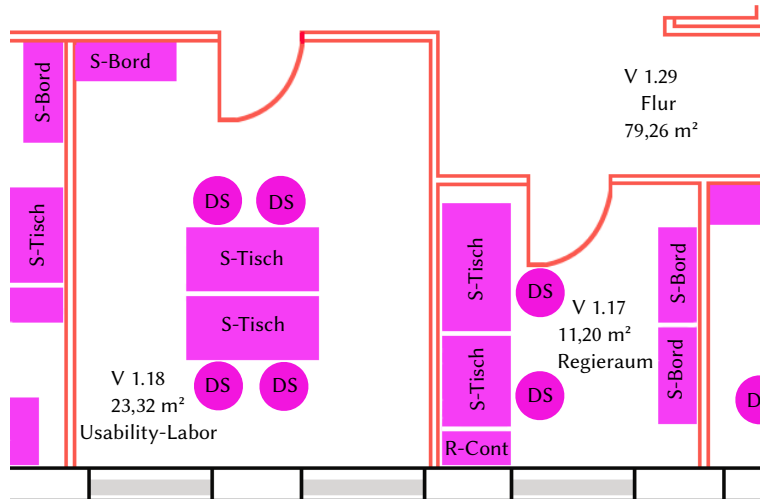 S-Bord
S-Bord
V 1.29
Flur
79,26 m²
DS
DS
S-Tisch
S-Tisch
S-Tisch
S-Tisch
S-Bord
DS
V 1.17
11,20 m²
Regieraum
S-Tisch
S-Bord
DS
DS
DS
V 1.18
23,32 m²
Usability-Labor
R-Cont